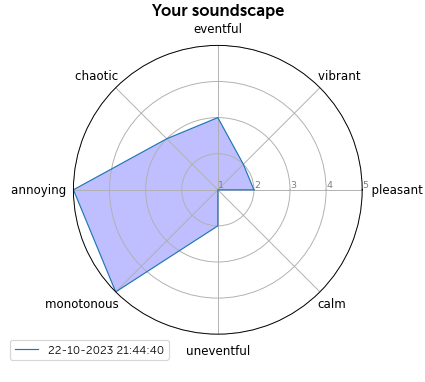 Your soundscape
eventful
chaotic
vibrant
annoying
1
2
3
4
5
pleasant
monotonous
calm
uneventful
22-10-2023 21:44:40